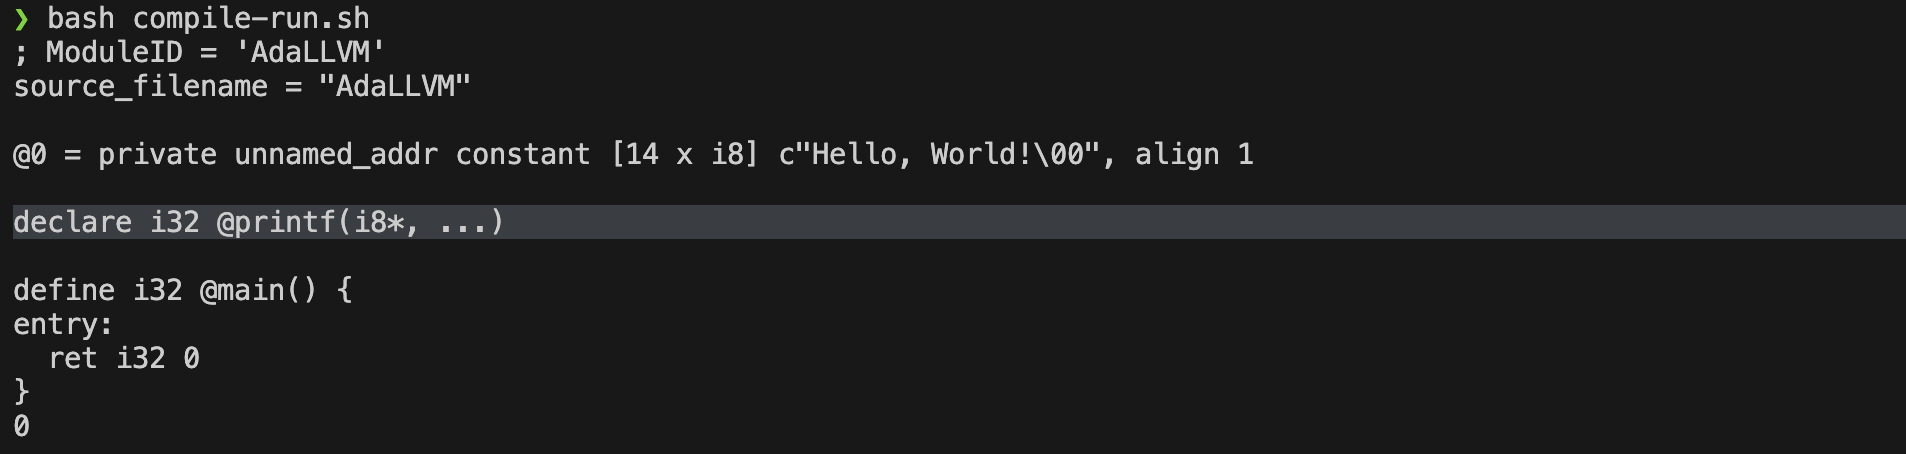 ❯ bash compile-run.sh
; ModuleID = 'AdaLLVM'
source_filename = "AdaLLVM"
@0 = private unnamed_addr constant [14 x i8] c"Hello, World!\00", align 1
declare i32 @printf(i8*, ...)
define i32 @main() {
entry:
  ret i32 0
}
0